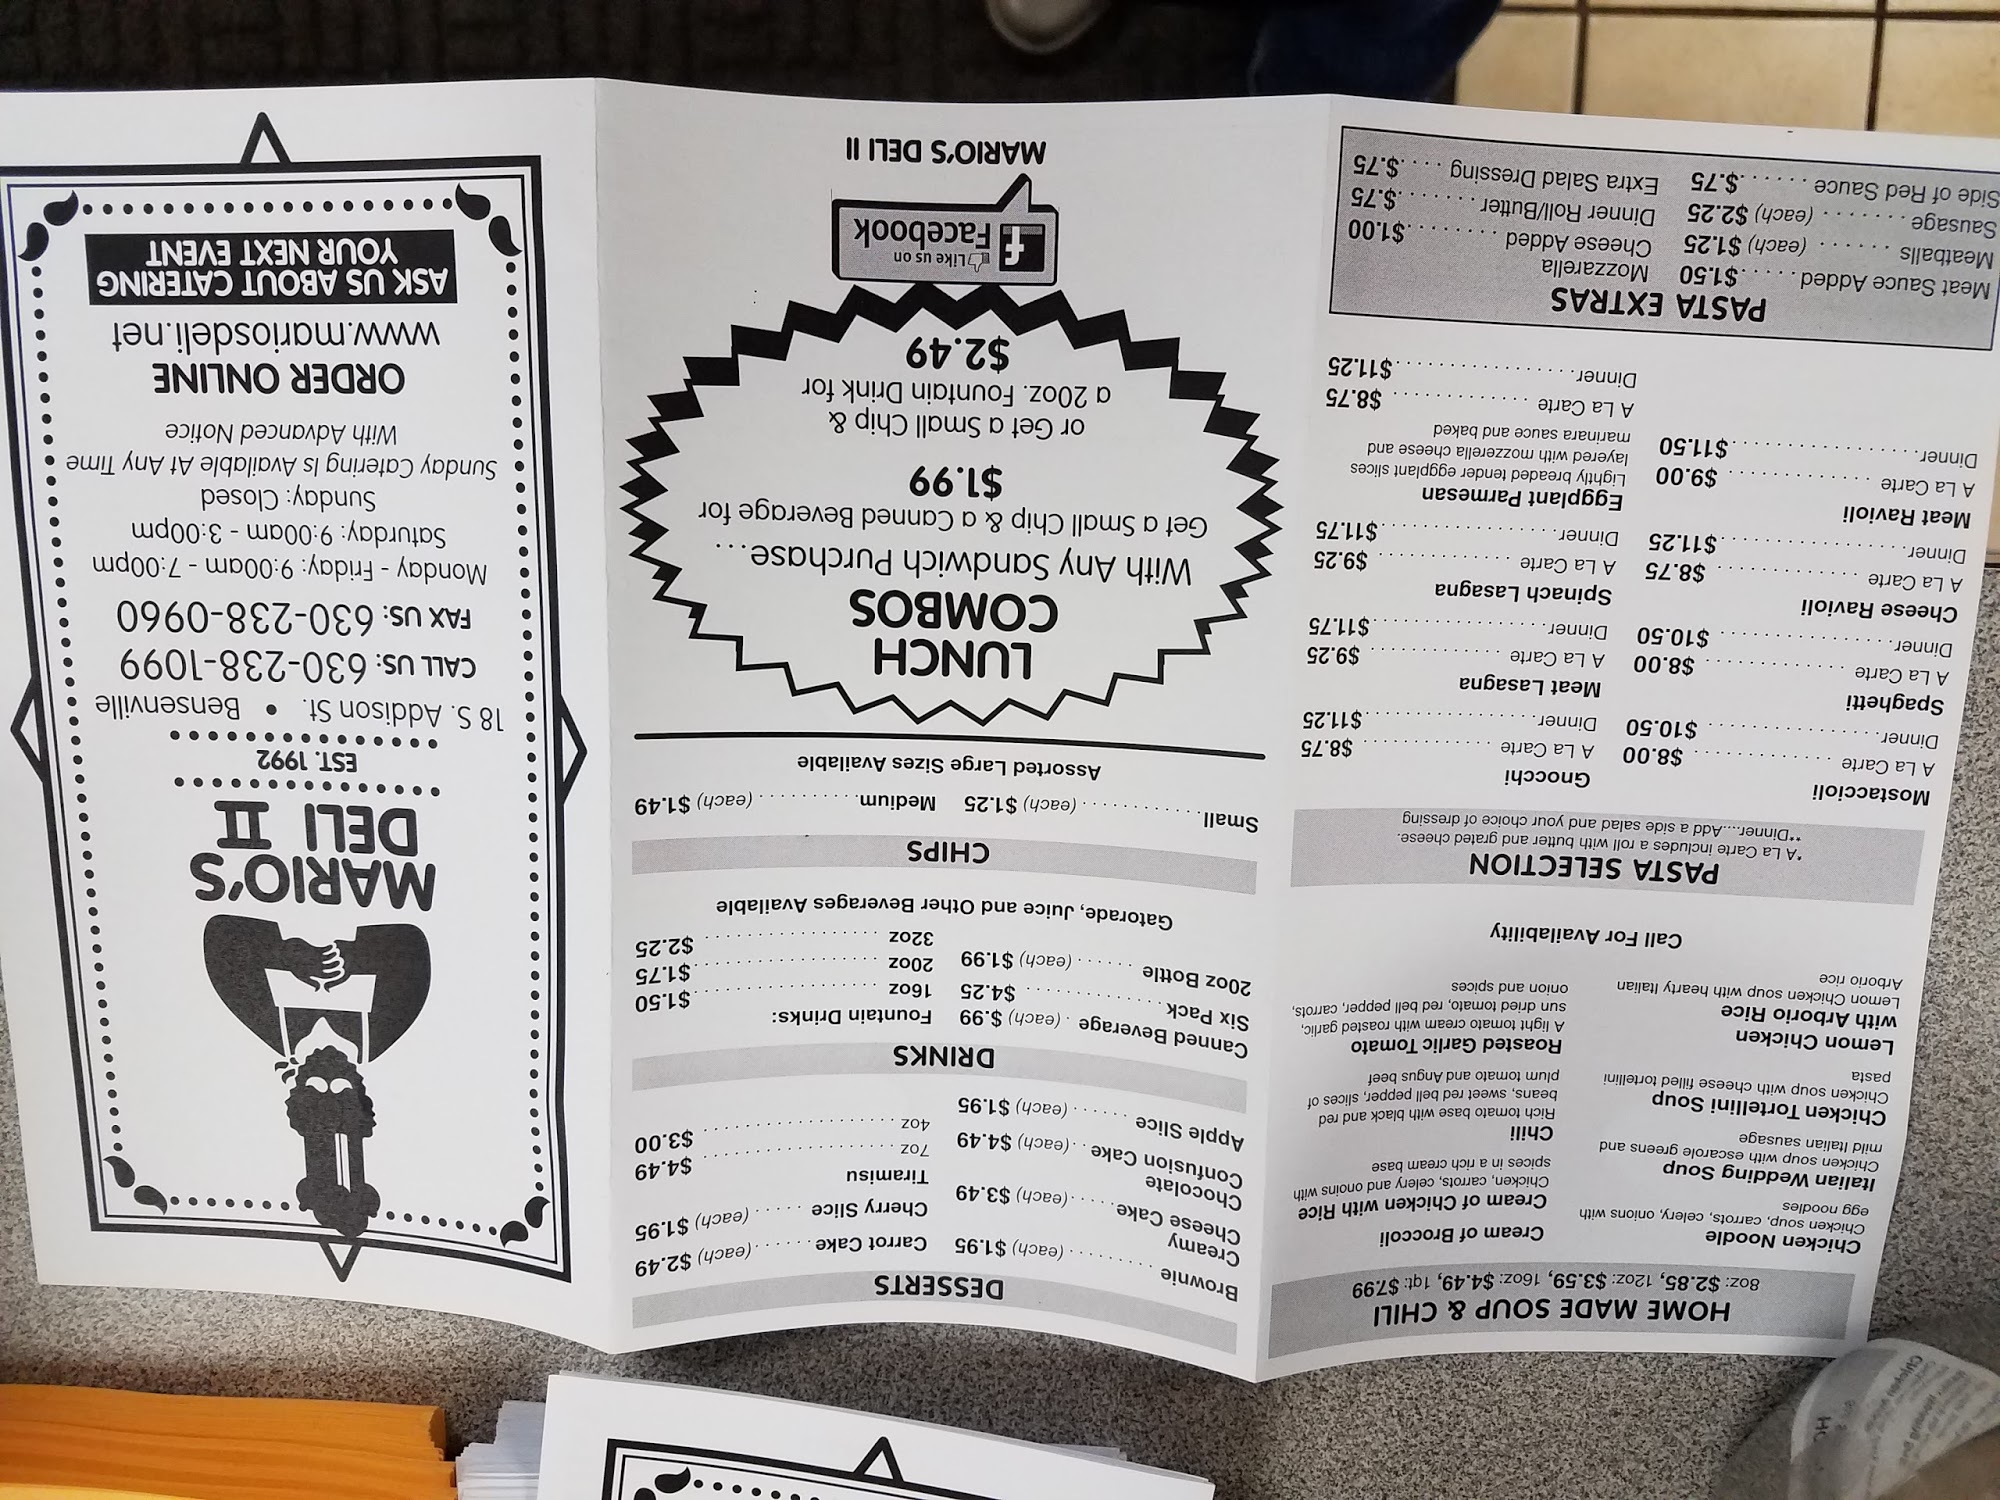 HOME MADE SOUP & CHILI
8oz: $2.85, 12oz: $3.59, 16oz: $4.49, 1qt: $7.99
Chicken Noodle
Chicken soup, carrots, celery, onions with
egg noodles
Italian Wedding Soup
Chicken soup with escarole greens and
mild Italian sausage
Chicken Tortellini Soup
Chicken soup with cheese filled tortellini
pasta
Lemon Chicken
with Arborio Rice
Lemon Chicken soup with hearty Italian
Arborio rice
Cream of Broccoli
Cream of Chicken with Rice
Chicken, carrots, celery and onoins with
spices in a rich cream base
Chili
Rich tomato base with black and red
beans, sweet red bell pepper, slices of
plum tomato and Angus beef
Roasted Garlic Tomato
A light tomato cream with roasted garlic,
sun dried tomato, red bell pepper, carrots,
onion and spices
Call For Availability
PASTA SELECTION
*A La Carte includes a roll with butter and grated cheese.
**Dinner....Add a side salad and your choice of dressing
Mostaccioli
A La Carte . . . . . . . . . . . . $8.00
Dinner. . . . . . . . . . . . . . . . $10.50
Spaghetti
A La Carte . . . . . . . . . . . . $8.00
Dinner. . . . . . . . . . . . . . . . $10.50
Cheese Ravioli
A La Carte . . . . . . . . . . . . $8.75
Dinner. . . . . . . . . . . . . . . . $11.25
Meat Ravioli
A La Carte . . . . . . . . . . . . $9.00
Dinner. . . . . . . . . . . . . . . . $11.50
Gnocchi
A La Carte . . . . . . . . . . . . $8.75
Dinner. . . . . . . . . . . . . . . . $11.25
Meat Lasagna
A La Carte . . . . . . . . . . . . $9.25
Dinner. . . . . . . . . . . . . . . . $11.75
Spinach Lasagna
A La Carte . . . . . . . . . . . . $9.25
Dinner. . . . . . . . . . . . . . . . $11.75
Eggplant Parmesan
Lightly breaded tender eggplant slices
layered with mozzarella cheese and
marinara sauce and baked
A La Carte . . . . . . . . . . . . $8.75
Dinner. . . . . . . . . . . . . . . . $11.25
PASTA EXTRAS
Meat Sauce Added . . . . . $1.50
Meatballs . . . . . . . (each) $1.25
Sausage . . . . . . . . (each) $2.25
Side of Red Sauce . . . . . . $.75
Mozzarella
Cheese Added . . . . . . . . $1.00
Dinner Roll/Butter . . . . . . . $.75
Extra Salad Dressing . . . . $.75
DESSERTS
Brownie . . . . . . . . (each) $1.95
Creamy
Cheese Cake. . . . . (each) $3.49
Chocolate
Confusion Cake . . (each) $4.49
Apple Slice . . . . . . (each) $1.95
Carrot Cake. . . . . . (each) $2.49
Cherry Slice . . . . . (each) $1.95
Tiramisu
7oz . . . . . . . . . . . . . . . . . $4.49
4oz . . . . . . . . . . . . . . . . . $3.00
DRINKS
Canned Beverage . (each) $.99
Six Pack . . . . . . . . . . . . . $4.25
20oz Bottle . . . . . . (each) $1.99
Fountain Drinks:
16oz . . . . . . . . . . . . . . . . $1.50
20oz . . . . . . . . . . . . . . . . $1.75
32oz . . . . . . . . . . . . . . . . $2.25
Gatorade, Juice and Other Beverages Available
CHIPS
Small. . . . . . . . . . . . (each) $1.25
Medium. . . . . . . . . . (each) $1.49
Assorted Large Sizes Available
LUNCH
COMBOS
With Any Sandwich Purchase...
Get a Small Chip & a Canned Beverage for
$1.99
or Get a Small Chip &
a 20oz. Fountain Drink for
$2.49
Like us on
f Facebook
MARIO'S DELI II
MARIO'S
DELI II
EST. 1992
18 S. Addison St. • Bensenville
CALL US: 630-238-1099
FAX US: 630-238-0960
Monday - Friday: 9:00am - 7:00pm
Saturday: 9:00am - 3:00pm
Sunday: Closed
Sunday Catering Is Available At Any Time
With Advanced Notice
ORDER ONLINE
www.mariosdeli.net
ASK US ABOUT CATERING
YOUR NEXT EVENT